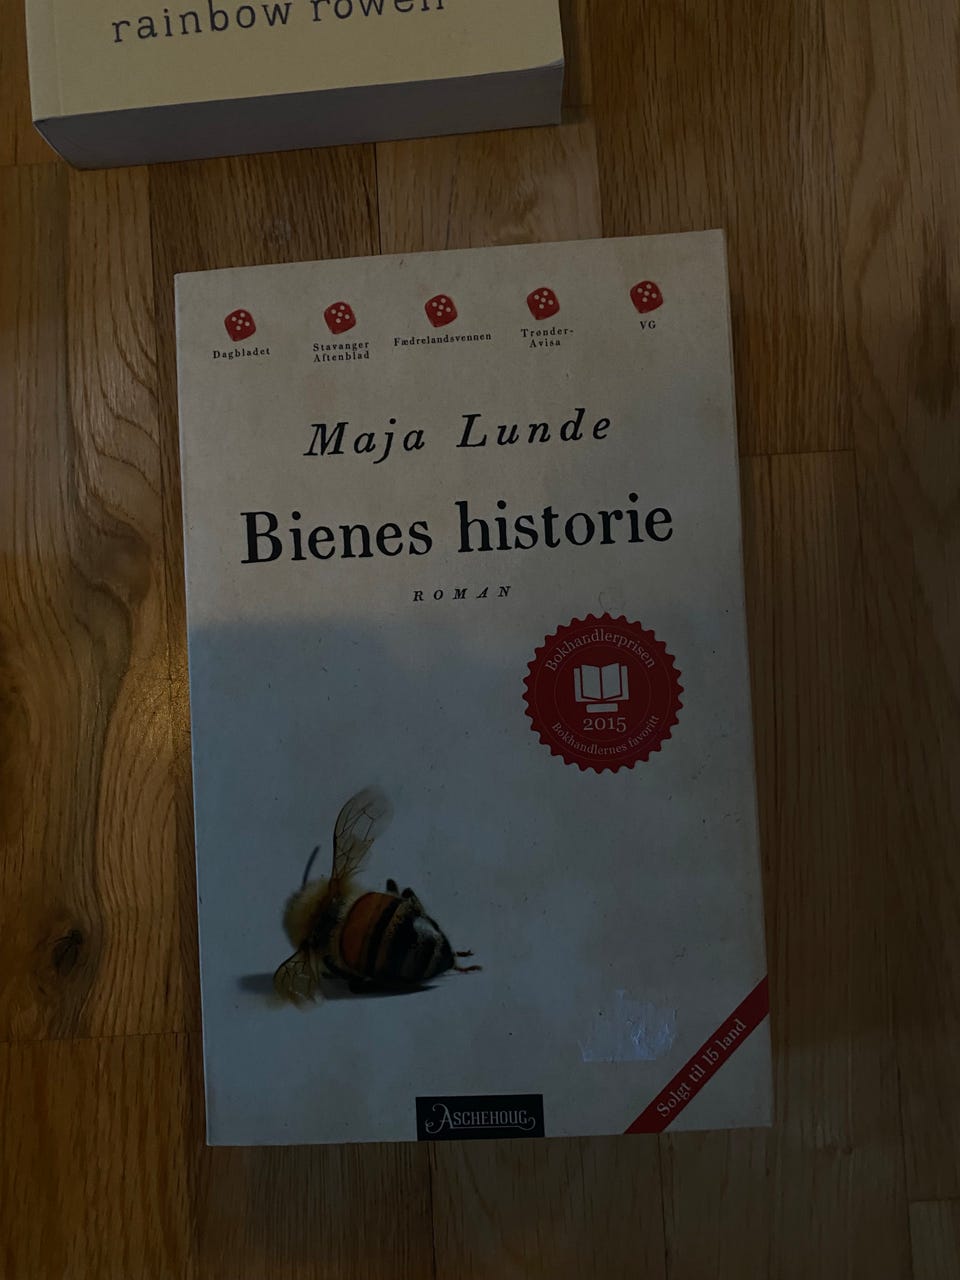 rainbow rowell
Dagbladet
Stavanger
Aftenblad
Fædrelandsvennen
Trønder-
Avisa
VG
Maja Lunde
Bienes historie
ROMAN
Bokhandlerprisen
2015
Bokhandlernes favoritt
Solgt til 15 land
ASCHEHOUG